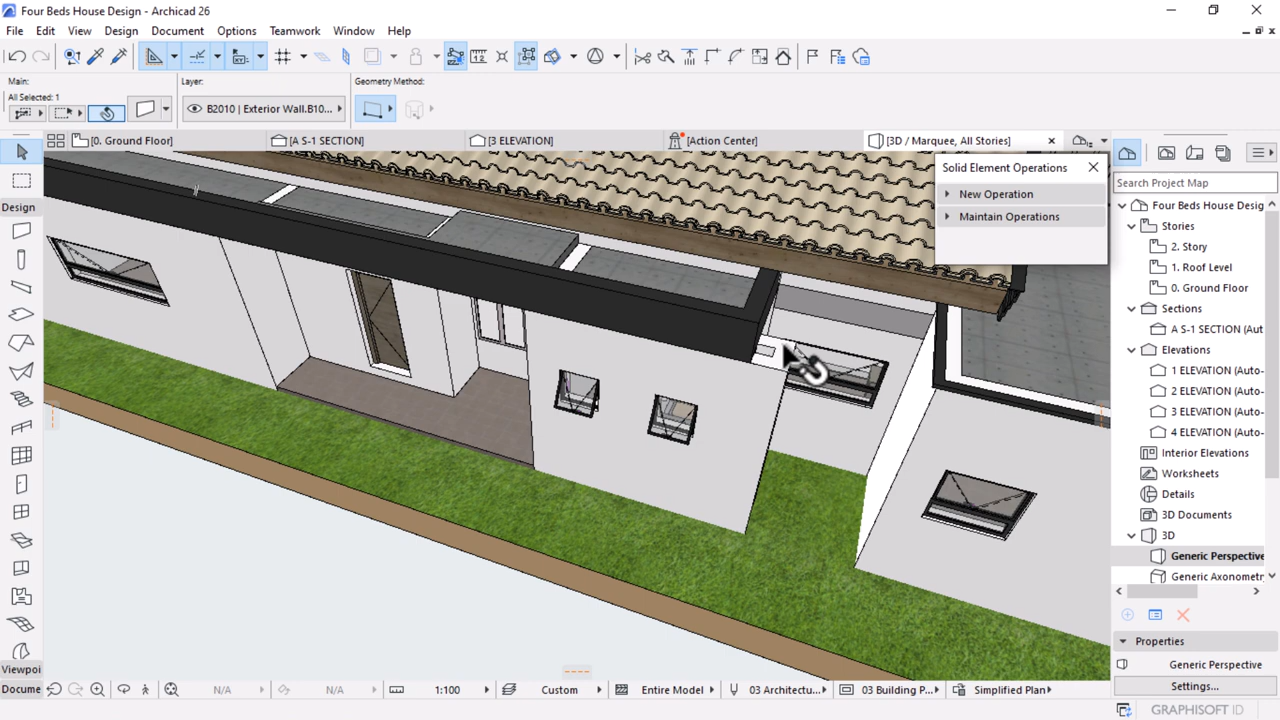 Four Beds House Design - Archicad 26
File Edit View Design Document Options Teamwork Window Help
Main:
All Selected: 1
Layer:
B2010 | Exterior Wall.B10...
Geometry Method:
[0. Ground Floor]
[A S-1 SECTION]
[3 ELEVATION]
[Action Center]
[3D / Marquee, All Stories]
Solid Element Operations
New Operation
Maintain Operations
Search Project Map
Four Beds House Desig
Stories
2. Story
1. Roof Level
0. Ground Floor
Sections
A S-1 SECTION (Aut
Elevations
1 ELEVATION (Auto-
2 ELEVATION (Auto-
3 ELEVATION (Auto-
4 ELEVATION (Auto-
Interior Elevations
Worksheets
Details
3D Documents
3D
Generic Perspective
Generic Axonometr
Properties
Generic Perspective
Settings...
GRAPHISOFT ID
Design
Viewpoi
Docume
N/A
N/A
1:100
Custom
Entire Model
03 Architectu...
03 Building P...
Simplified Plan